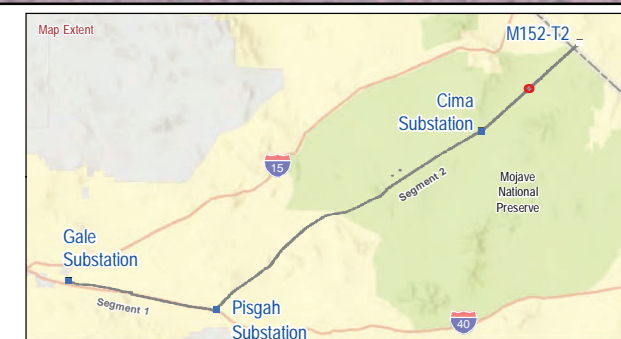 Map Extent
M152-T2
Cima
Substation
15
Segment 2
Mojave
National
Preserve
Gale
Substation
Segment 1
Pisgah
Substation
40